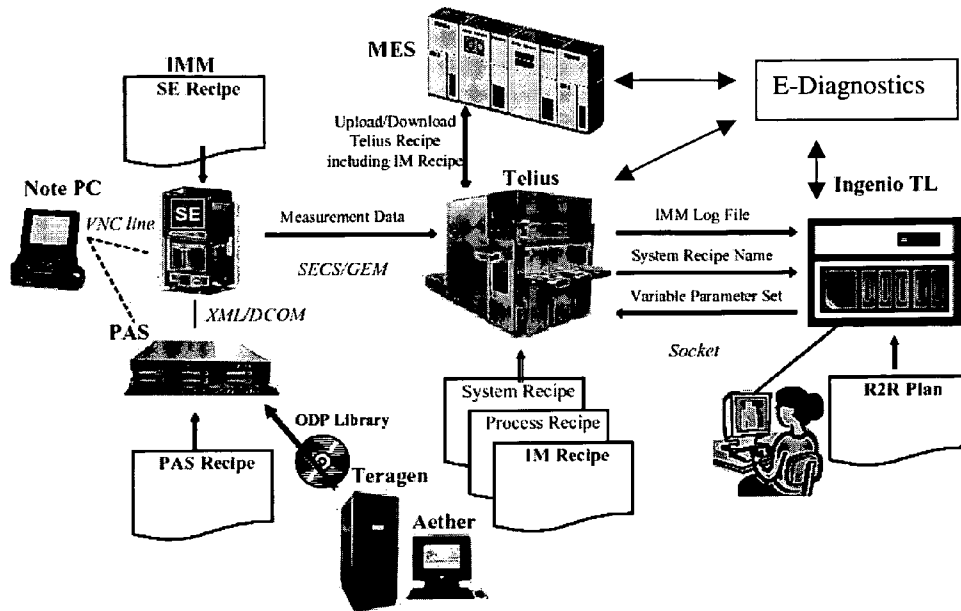 MES
IMM
SE Recipe
E-Diagnostics
Upload/Download
Telius Recipe
including IM Recipe
Note PC
VNC line
SE
Measurement Data
SECS/GEM
Telius
Ingenio TL
IMM Log File
System Recipe Name
Variable Parameter Set
Socket
XML/DCOM
PAS
ODP Library
PAS Recipe
Teragen
Aether
System Recipe
Process Recipe
IM Recipe
R2R Plan